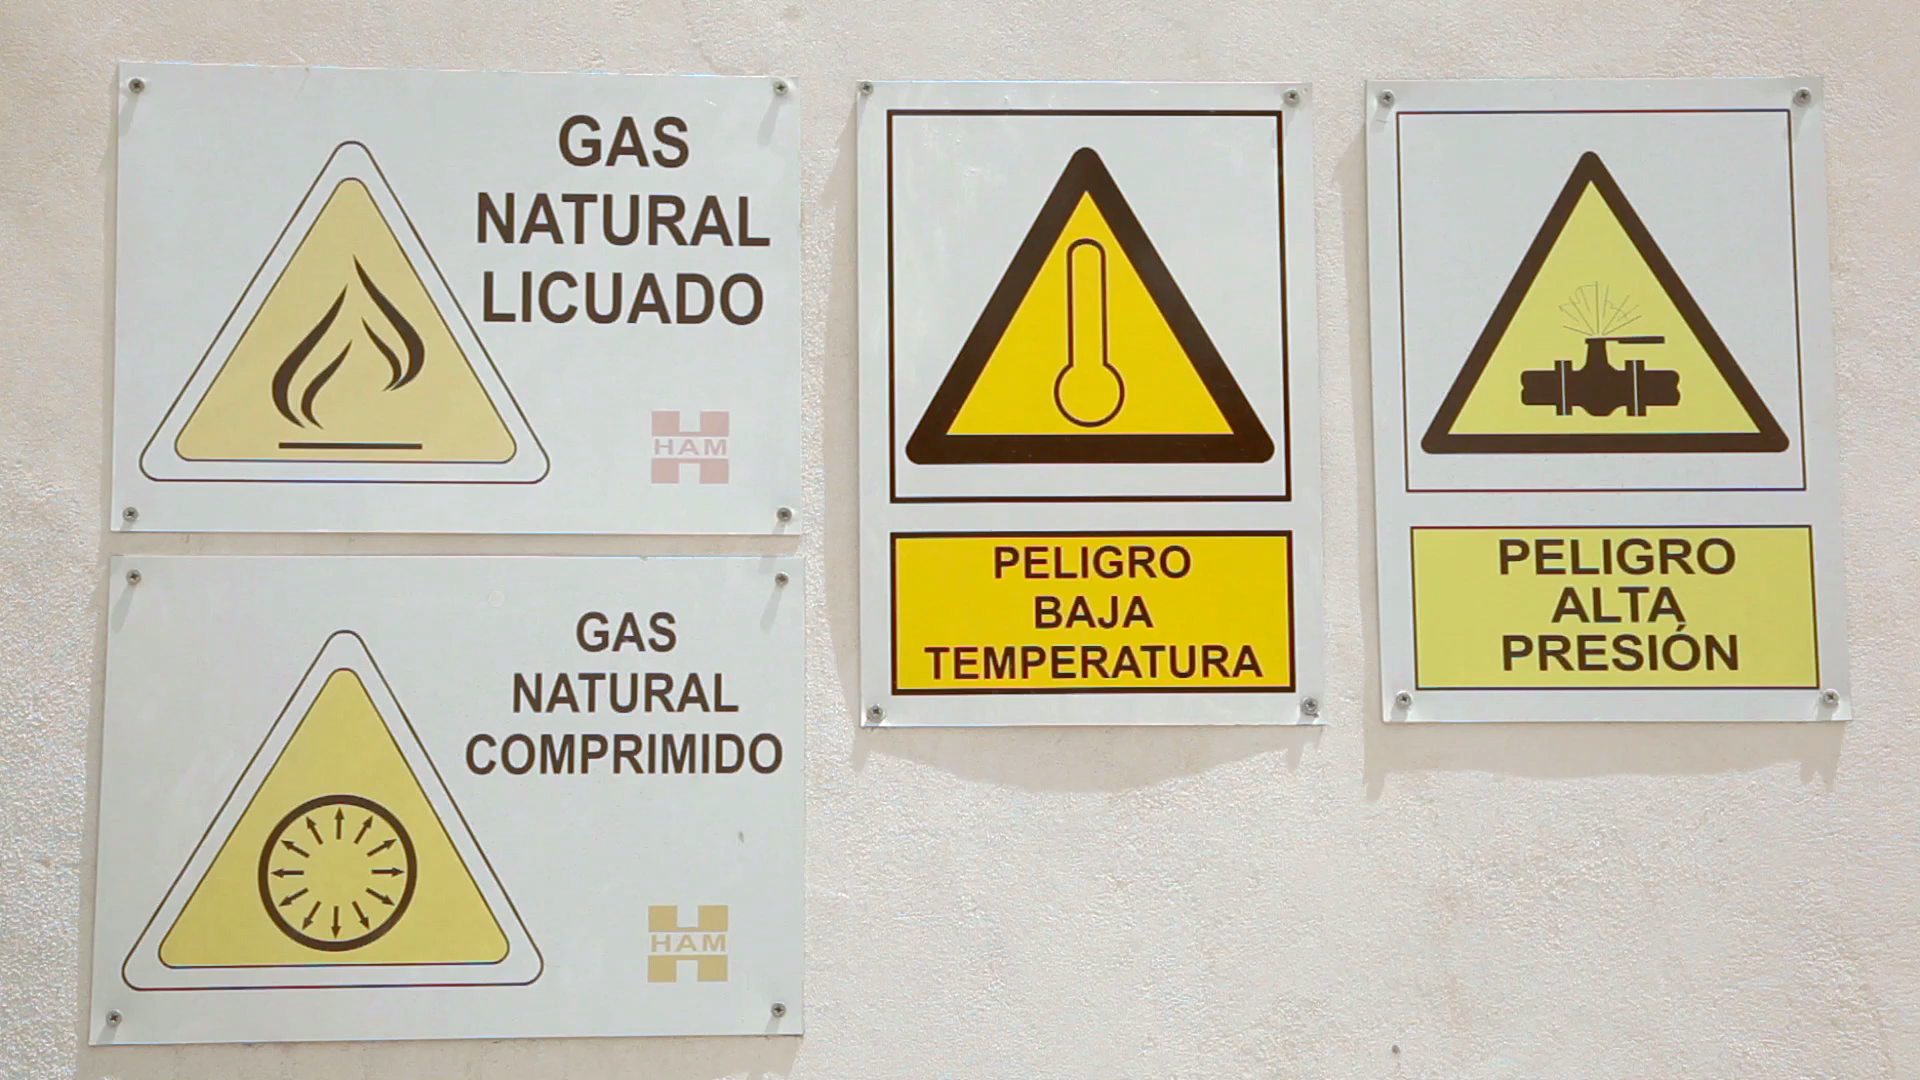 GAS
NATURAL
LICUADO
HAM
GAS
NATURAL
COMPRIMIDO
HAM
PELIGRO
BAJA
TEMPERATURA
PELIGRO
ALTA
PRESIÓN